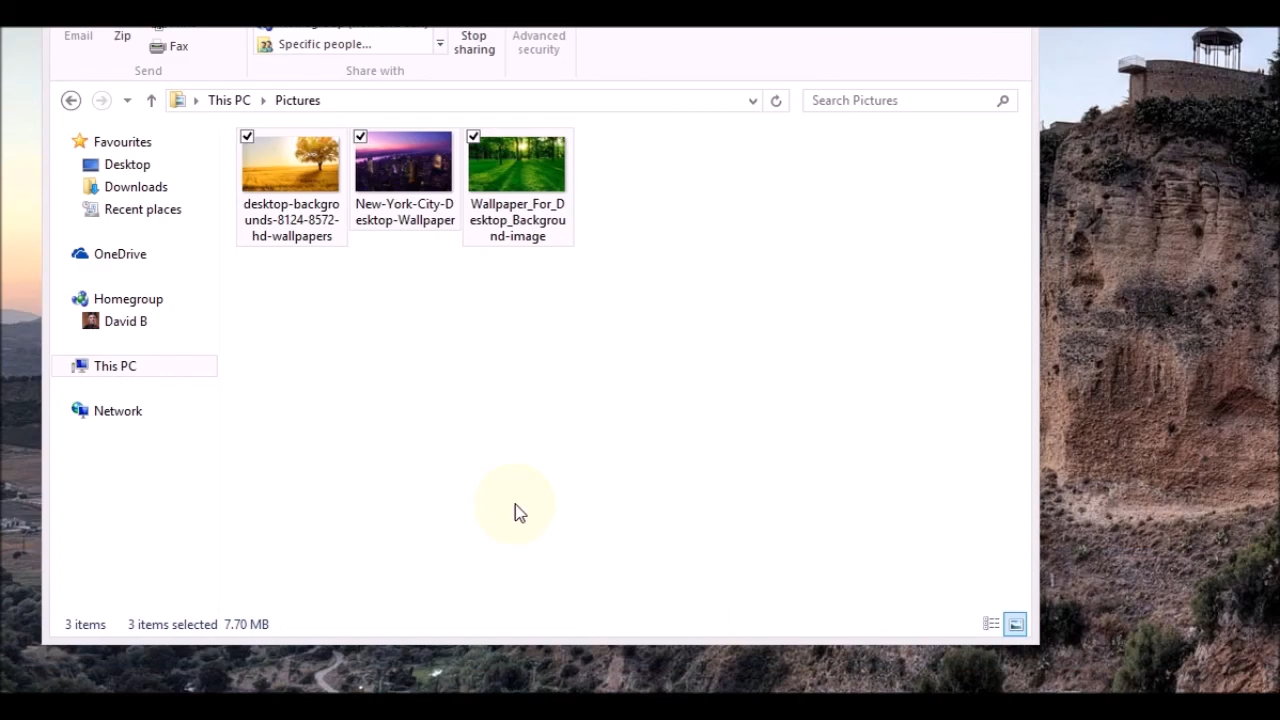 Email
Zip
Fax
Specific people...
Stop
sharing
Advanced
security
Send
Share with
This PC
Pictures
Search Pictures
Favourites
Desktop
Downloads
Recent places
OneDrive
Homegroup
David B
This PC
Network
desktop-backgro
unds-8124-8572-
hd-wallpapers
New-York-City-D
esktop-Wallpaper
Wallpaper_For_D
esktop_Backgrou
nd-image
3 items 3 items selected 7.70 MB